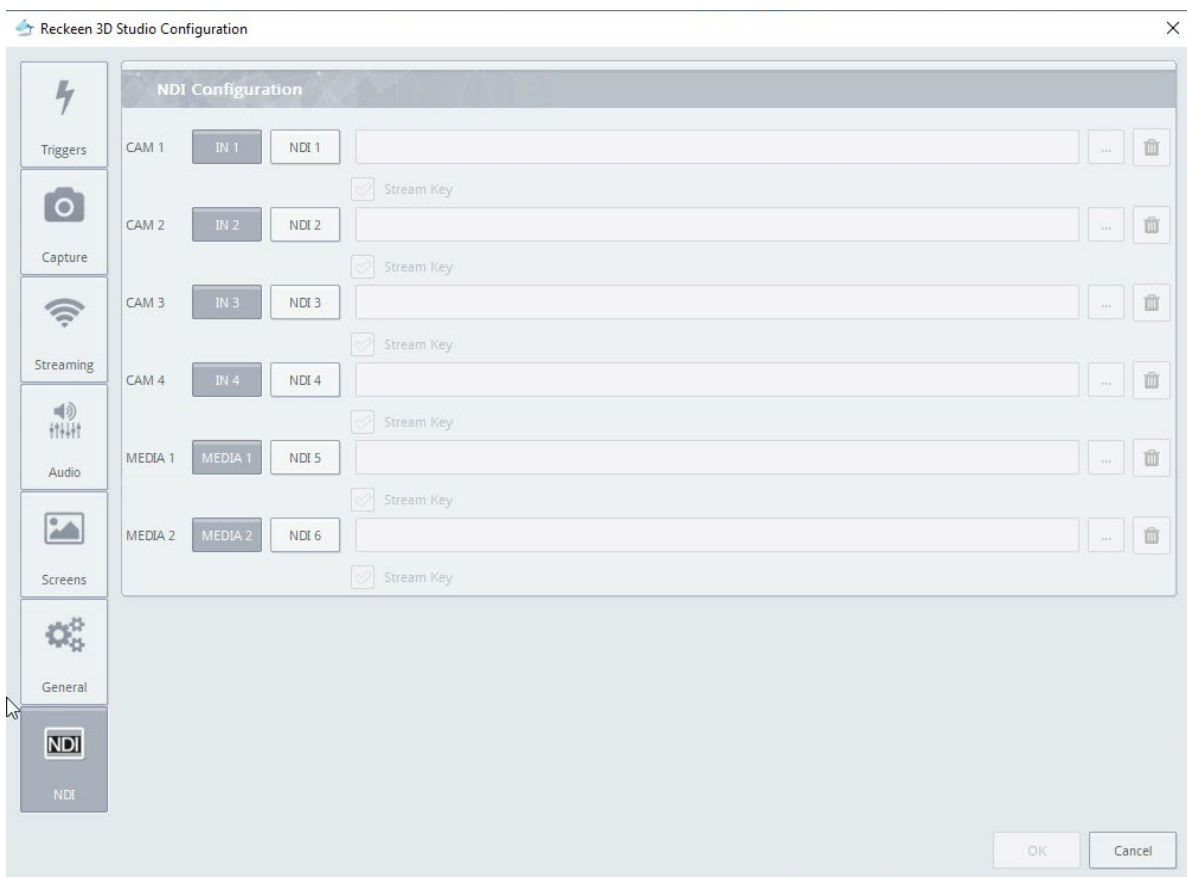 Reckeen 3D Studio Configuration
NDI Configuration
Triggers
CAM 1 IN 1 NDI 1 ...
Stream Key
Capture
CAM 2 IN 2 NDI 2 ...
Stream Key
Streaming
CAM 3 IN 3 NDI 3 ...
Stream Key
CAM 4 IN 4 NDI 4 ...
Stream Key
Audio
MEDIA 1 MEDIA 1 NDI 5 ...
Stream Key
Screens
MEDIA 2 MEDIA 2 NDI 6 ...
Stream Key
General
NDI
NDI
OK Cancel